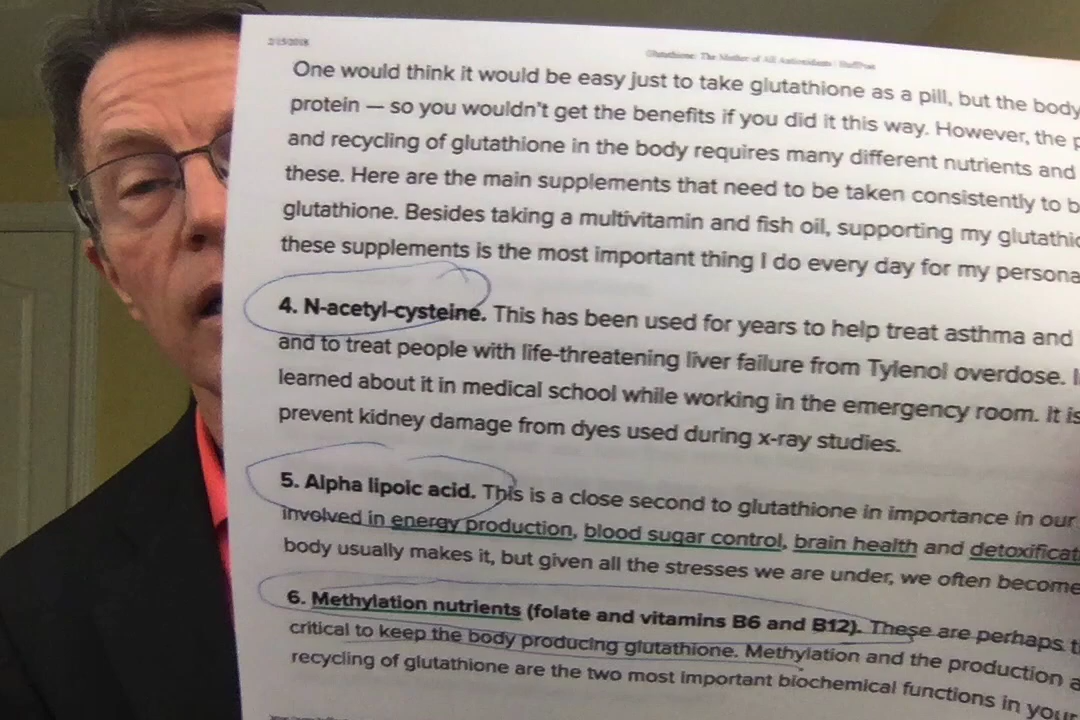 2/15/2018
Glutathione: The Mother of All Antioxidants | HuffPost
One would think it would be easy just to take glutathione as a pill, but the body
protein — so you wouldn't get the benefits if you did it this way. However, the p
and recycling of glutathione in the body requires many different nutrients and
these. Here are the main supplements that need to be taken consistently to b
glutathione. Besides taking a multivitamin and fish oil, supporting my glutathio
these supplements is the most important thing I do every day for my persona
4. N-acetyl-cysteine. This has been used for years to help treat asthma and
and to treat people with life-threatening liver failure from Tylenol overdose. I
learned about it in medical school while working in the emergency room. It is
prevent kidney damage from dyes used during x-ray studies.
5. Alpha lipoic acid. This is a close second to glutathione in importance in our
involved in energy production, blood sugar control, brain health and detoxificat
body usually makes it, but given all the stresses we are under, we often become
6. Methylation nutrients (folate and vitamins B6 and B12). These are perhaps t
critical to keep the body producing glutathione. Methylation and the production a
recycling of glutathione are the two most important biochemical functions in your